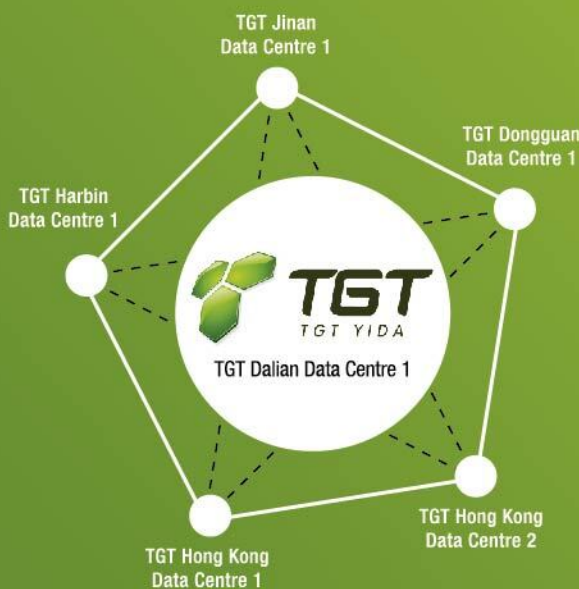 TGT Jinan
Data Centre 1
TGT Dongguan
Data Centre 1
TGT Harbin
Data Centre 1
TGT
TGT YIDA
TGT Dalian Data Centre 1
TGT Hong Kong
Data Centre 2
TGT Hong Kong
Data Centre 1